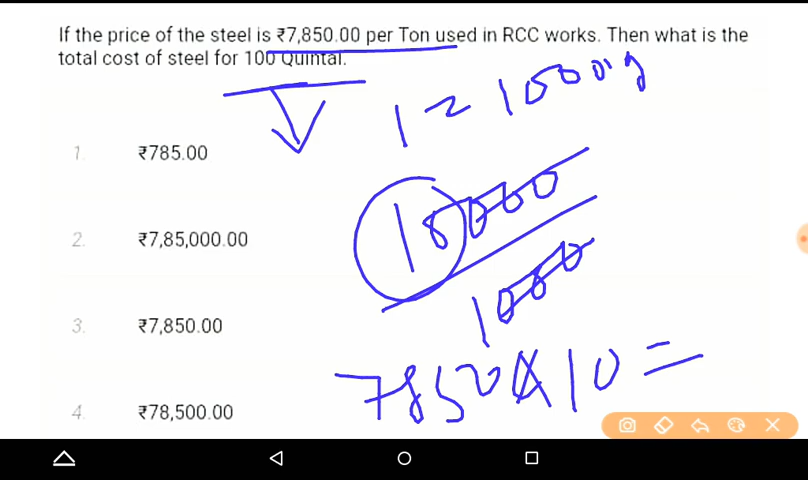 If the price of the steel is ₹7,850.00 per Ton used in RCC works. Then what is the
total cost of steel for 100 Quintal.
1 = 1000
1. ₹785.00
10000
2. ₹7,85,000.00
1000
3. ₹7,850.00
7850 X 10 =
4. ₹78,500.00